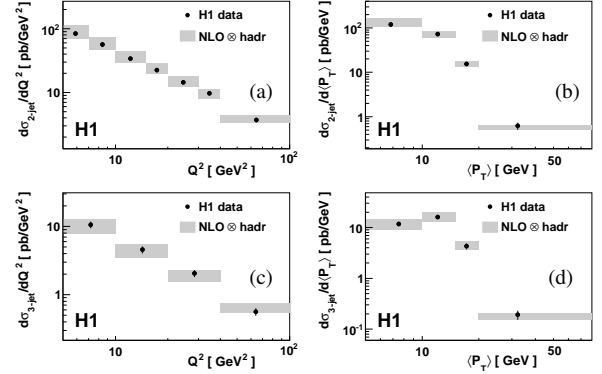 dσ2-jet/dQ² [ pb/GeV² ]
10²
10
H1 data
NLO ⊗ hadr
(a)
H1
10
10²
Q² [ GeV² ]
dσ2-jet/d⟨PT⟩ [ pb/GeV ]
10²
10
1
H1 data
NLO ⊗ hadr
(b)
H1
10
50
⟨PT⟩ [ GeV ]
dσ3-jet/dQ² [ pb/GeV² ]
10
1
H1 data
NLO ⊗ hadr
(c)
H1
10
10²
Q² [ GeV² ]
dσ3-jet/d⟨PT⟩ [ pb/GeV ]
10
1
10⁻¹
H1 data
NLO ⊗ hadr
(d)
H1
10
50
⟨PT⟩ [ GeV ]